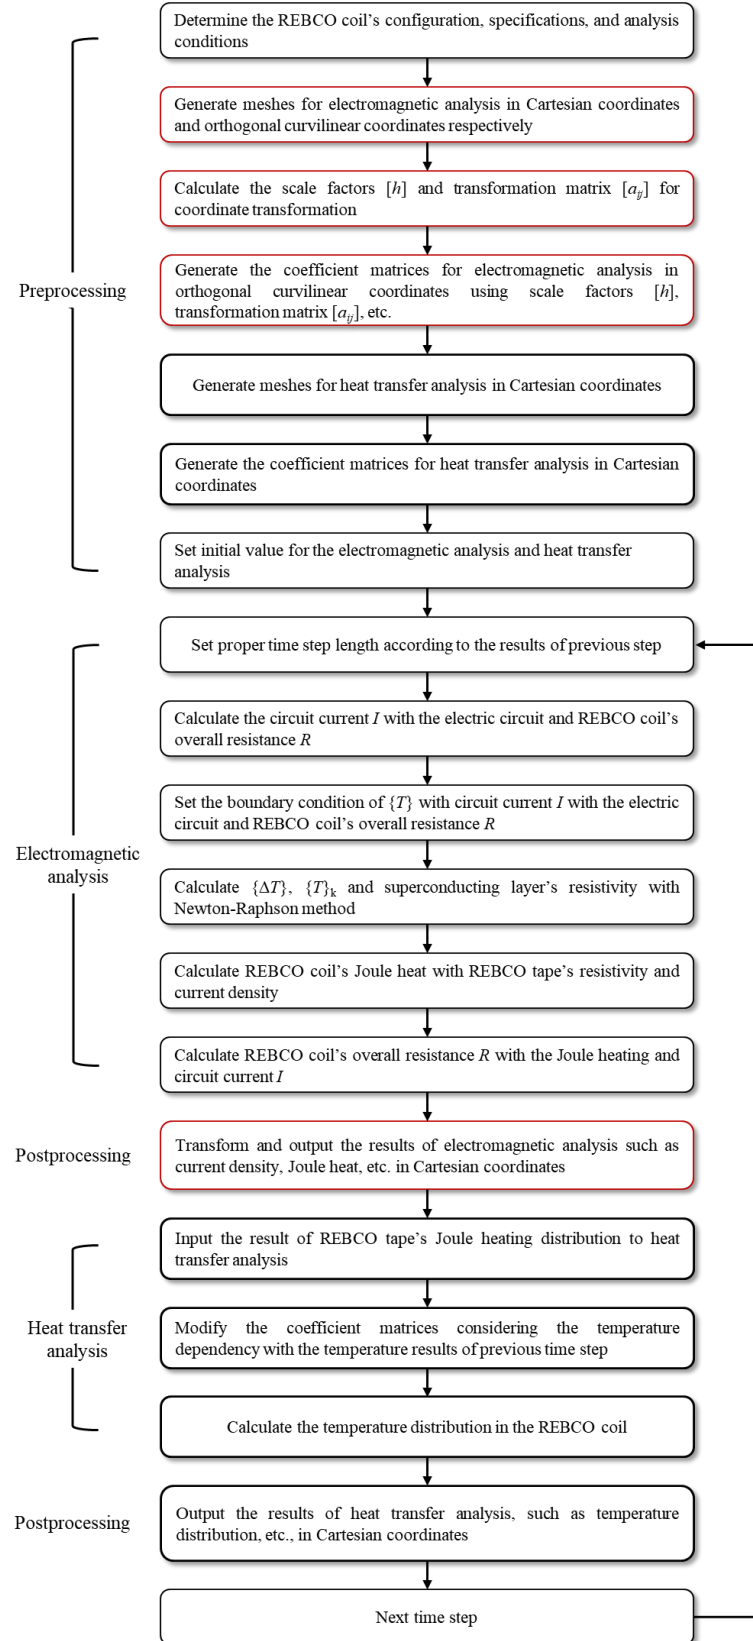 Determine the REBCO coil's configuration, specifications, and analysis
conditions
Generate meshes for electromagnetic analysis in Cartesian coordinates
and orthogonal curvilinear coordinates respectively
Calculate the scale factors [h] and transformation matrix [a_ij] for
coordinate transformation
Preprocessing
Generate the coefficient matrices for electromagnetic analysis in
orthogonal curvilinear coordinates using scale factors [h],
transformation matrix [a_ij], etc.
Generate meshes for heat transfer analysis in Cartesian coordinates
Generate the coefficient matrices for heat transfer analysis in Cartesian
coordinates
Set initial value for the electromagnetic analysis and heat transfer
analysis
Set proper time step length according to the results of previous step
Calculate the circuit current I with the electric circuit and REBCO coil's
overall resistance R
Set the boundary condition of {T} with circuit current I with the electric
circuit and REBCO coil's overall resistance R
Electromagnetic
analysis
Calculate {ΔT}, {T}_k and superconducting layer's resistivity with
Newton-Raphson method
Calculate REBCO coil's Joule heat with REBCO tape's resistivity and
current density
Calculate REBCO coil's overall resistance R with the Joule heating and
circuit current I
Postprocessing
Transform and output the results of electromagnetic analysis such as
current density, Joule heat, etc. in Cartesian coordinates
Input the result of REBCO tape's Joule heating distribution to heat
transfer analysis
Heat transfer
analysis
Modify the coefficient matrices considering the temperature
dependency with the temperature results of previous time step
Calculate the temperature distribution in the REBCO coil
Postprocessing
Output the results of heat transfer analysis, such as temperature
distribution, etc., in Cartesian coordinates
Next time step